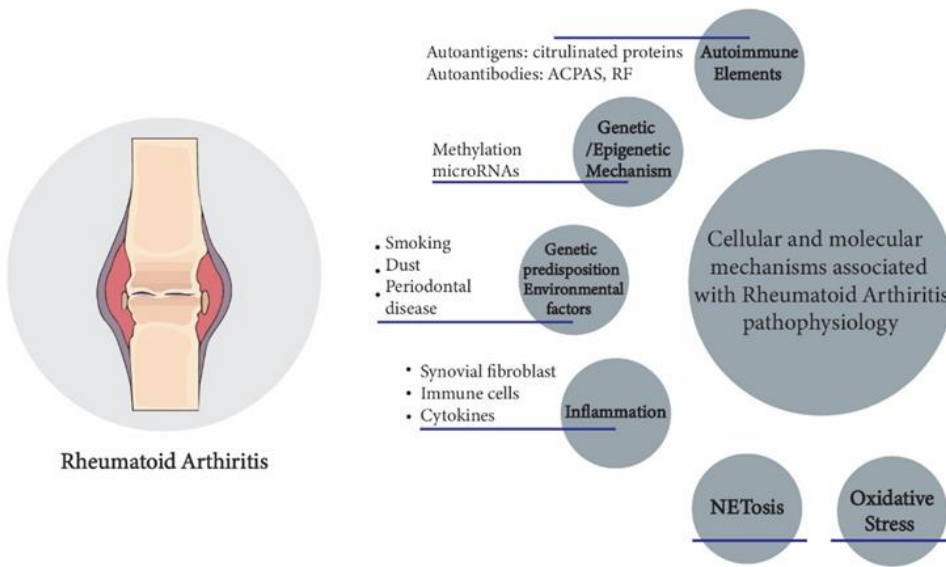 Autoantigens: citrulinated proteins
Autoantibodies: ACPAS, RF
Autoimmune
Elements
Methylation
microRNAs
Genetic
/Epigenetic
Mechanism
• Smoking
• Dust
• Periodontal
disease
Genetic
predisposition
Environmental
factors
Cellular and molecular
mechanisms associated
with Rheumatoid Arthiritis
pathophysiology
• Synovial fibroblast
• Immune cells
• Cytokines
Inflammation
Rheumatoid Arthiritis
NETosis
Oxidative
Stress